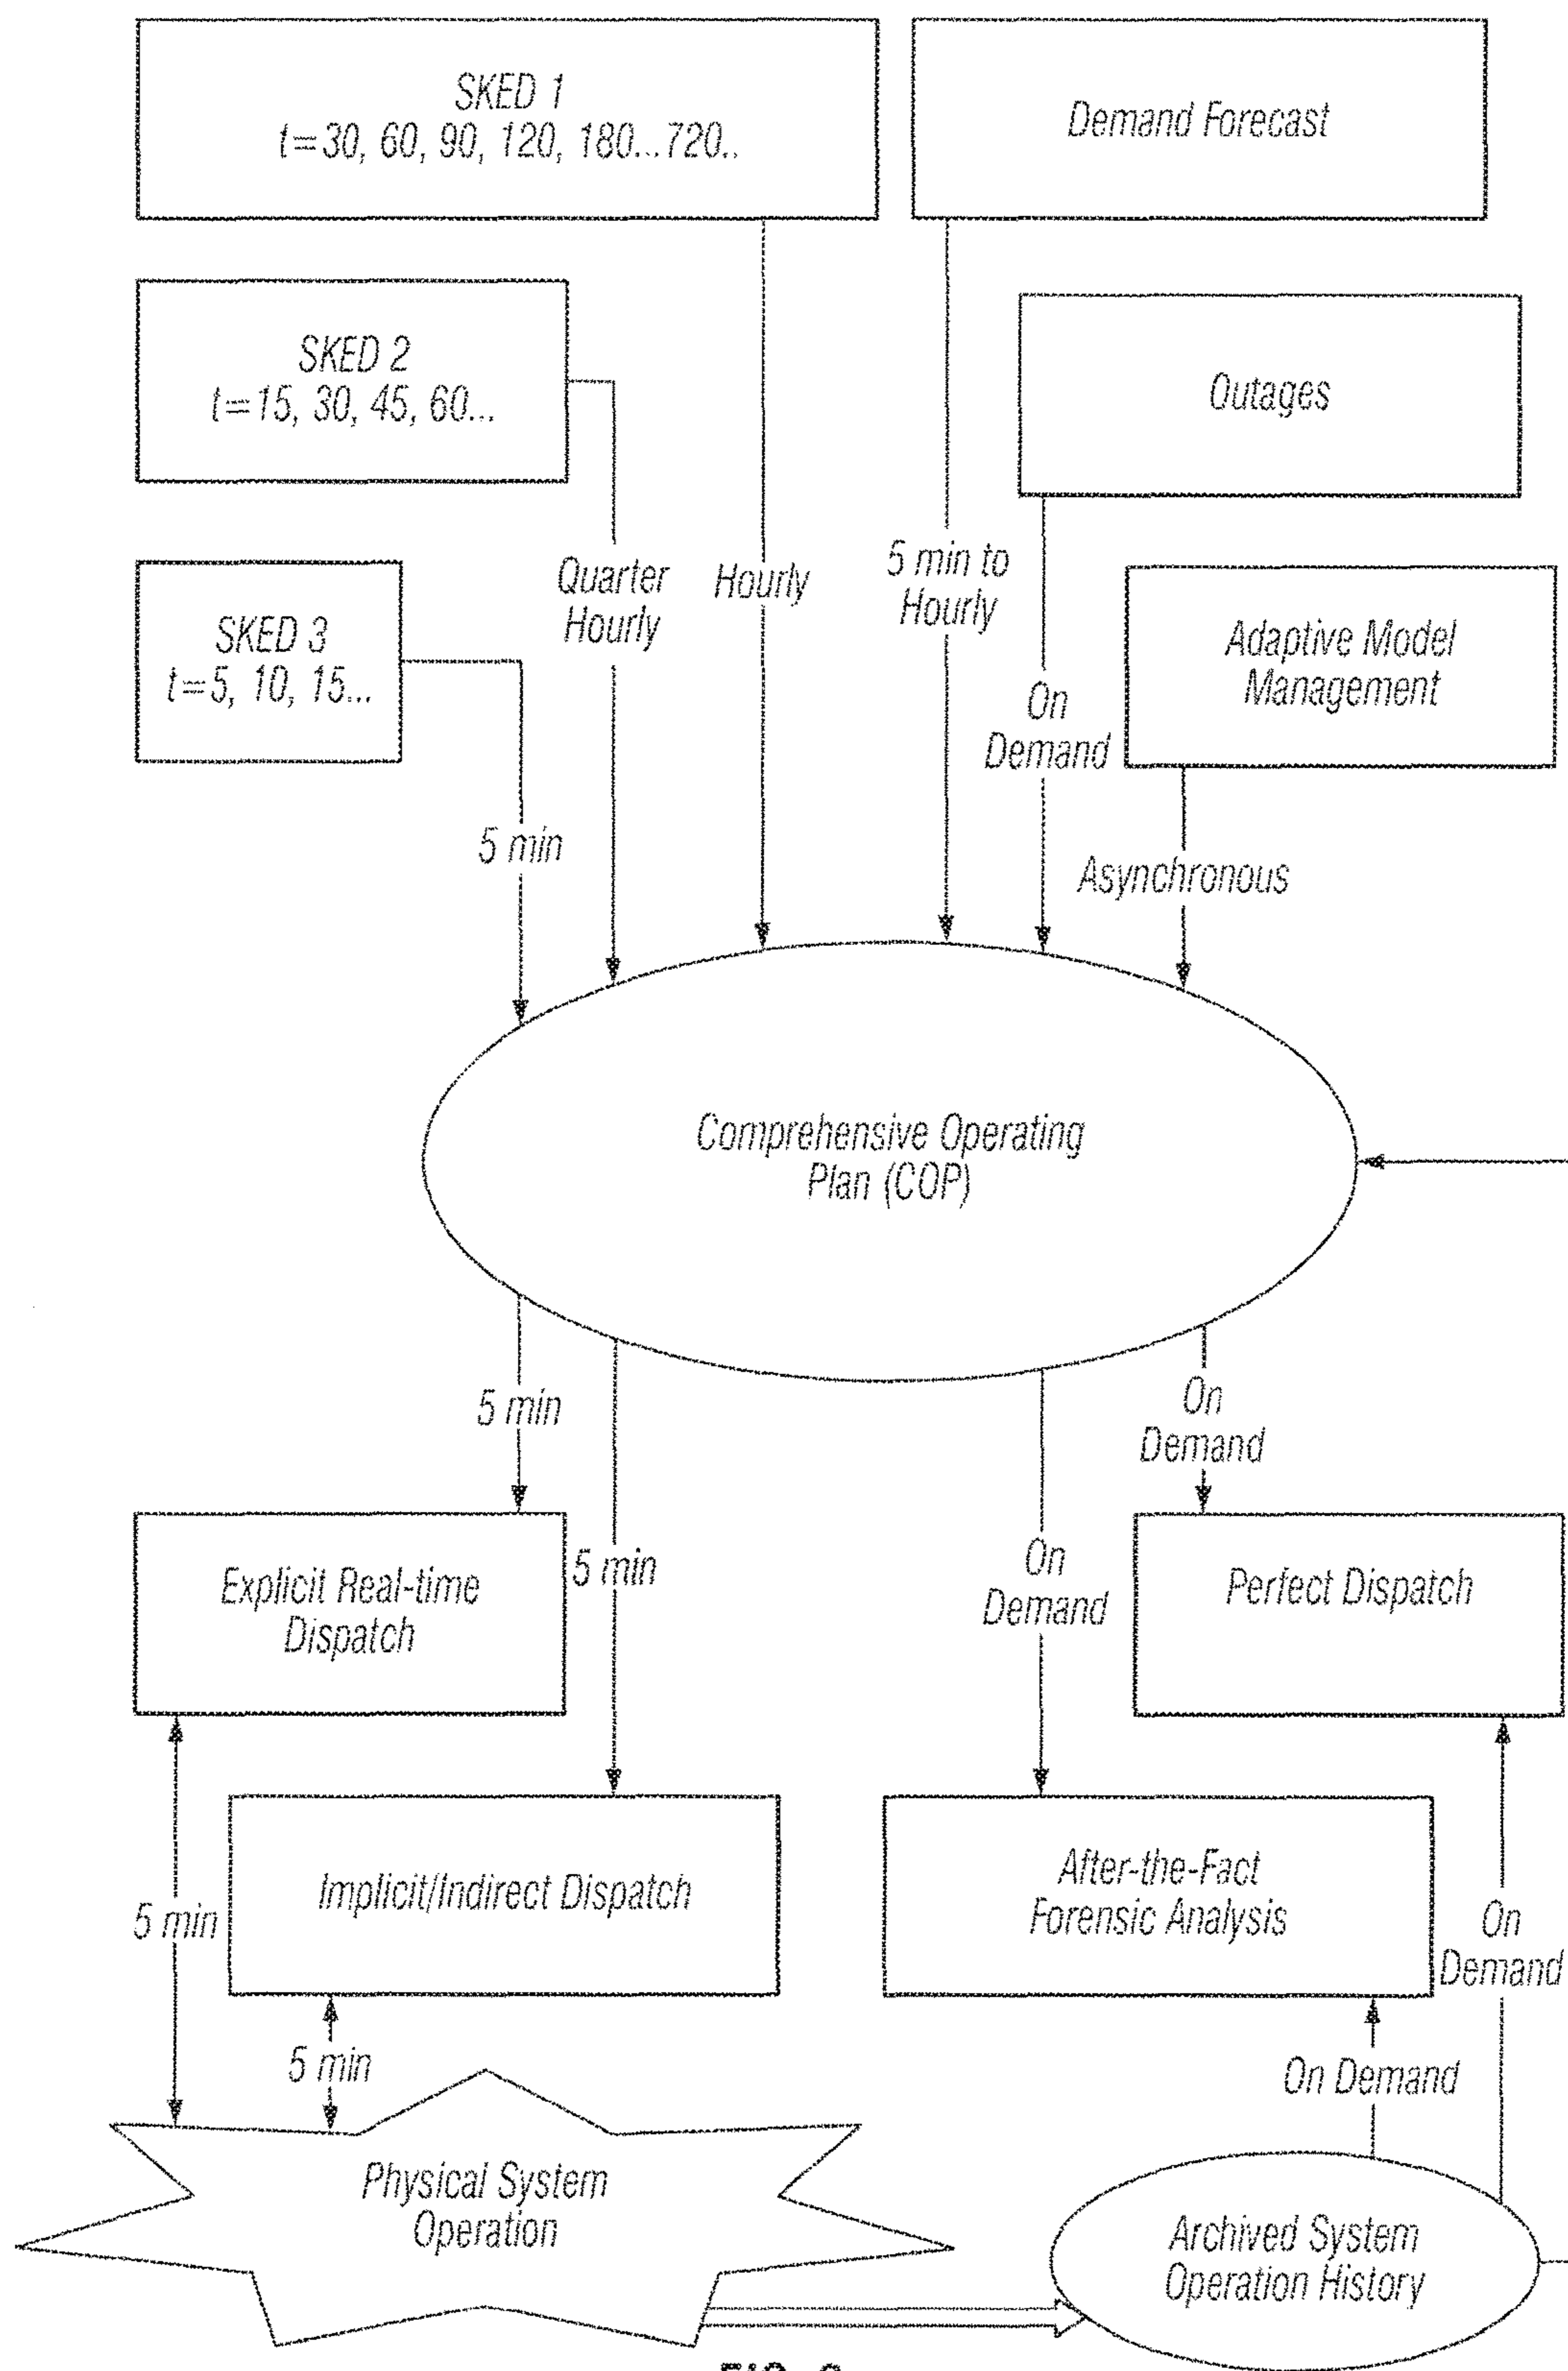 SKED 1
t=30, 60, 90, 120, 180...720..
Demand Forecast
SKED 2
t=15, 30, 45, 60...
Outages
SKED 3
t=5, 10, 15...
Quarter
Hourly
Hourly
5 min to
Hourly
On
Demand
Adaptive Model
Management
5 min
Asynchronous
Comprehensive Operating
Plan (COP)
5 min
On
Demand
Explicit Real-time
Dispatch
5 min
On
Demand
Perfect Dispatch
5 min
Implicit/Indirect Dispatch
After-the-Fact
Forensic Analysis
On
Demand
5 min
On Demand
Physical System
Operation
Archived System
Operation History